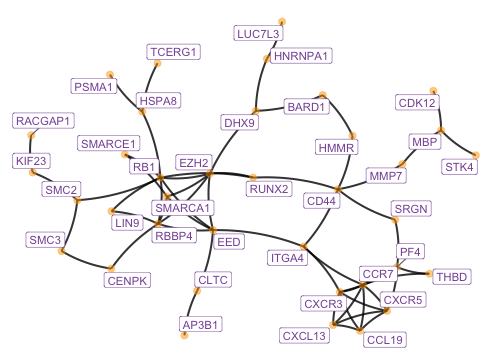 LUC7L3
TCERG1
HNRNPA1
PSMA1
HSPA8
BARD1
CDK12
RACGAP1
DHX9
SMARCE1
HMMR
MBP
KIF23
RB1
EZH2
MMP7
STK4
SMC2
RUNX2
CD44
SMARCA1
SRGN
LIN9
RBBP4
SMC3
EED
ITGA4
PF4
CENPK
CLTC
CCR7
THBD
CXCR3
CXCR5
AP3B1
CXCL13
CCL19